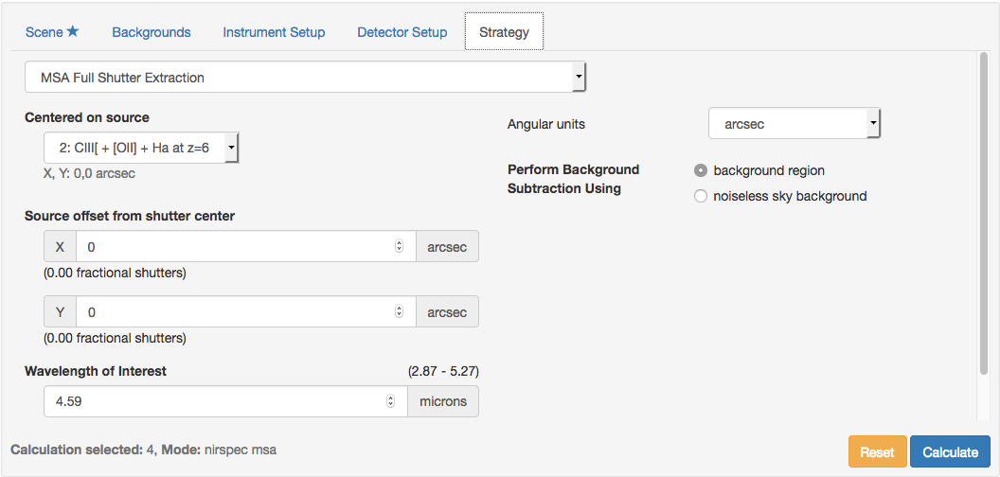 Scene Backgrounds Instrument Setup Detector Setup Strategy
MSA Full Shutter Extraction
Centered on source
2: CIII[ + [OII] + Ha at z=6
X, Y: 0,0 arcsec
Source offset from shutter center
X 0 arcsec
(0.00 fractional shutters)
Y 0 arcsec
(0.00 fractional shutters)
Wavelength of Interest (2.87 - 5.27)
4.59 microns
Angular units arcsec
Perform Background
Subtraction Using
background region
noiseless sky background
Calculation selected: 4, Mode: nirspec msa
Reset Calculate